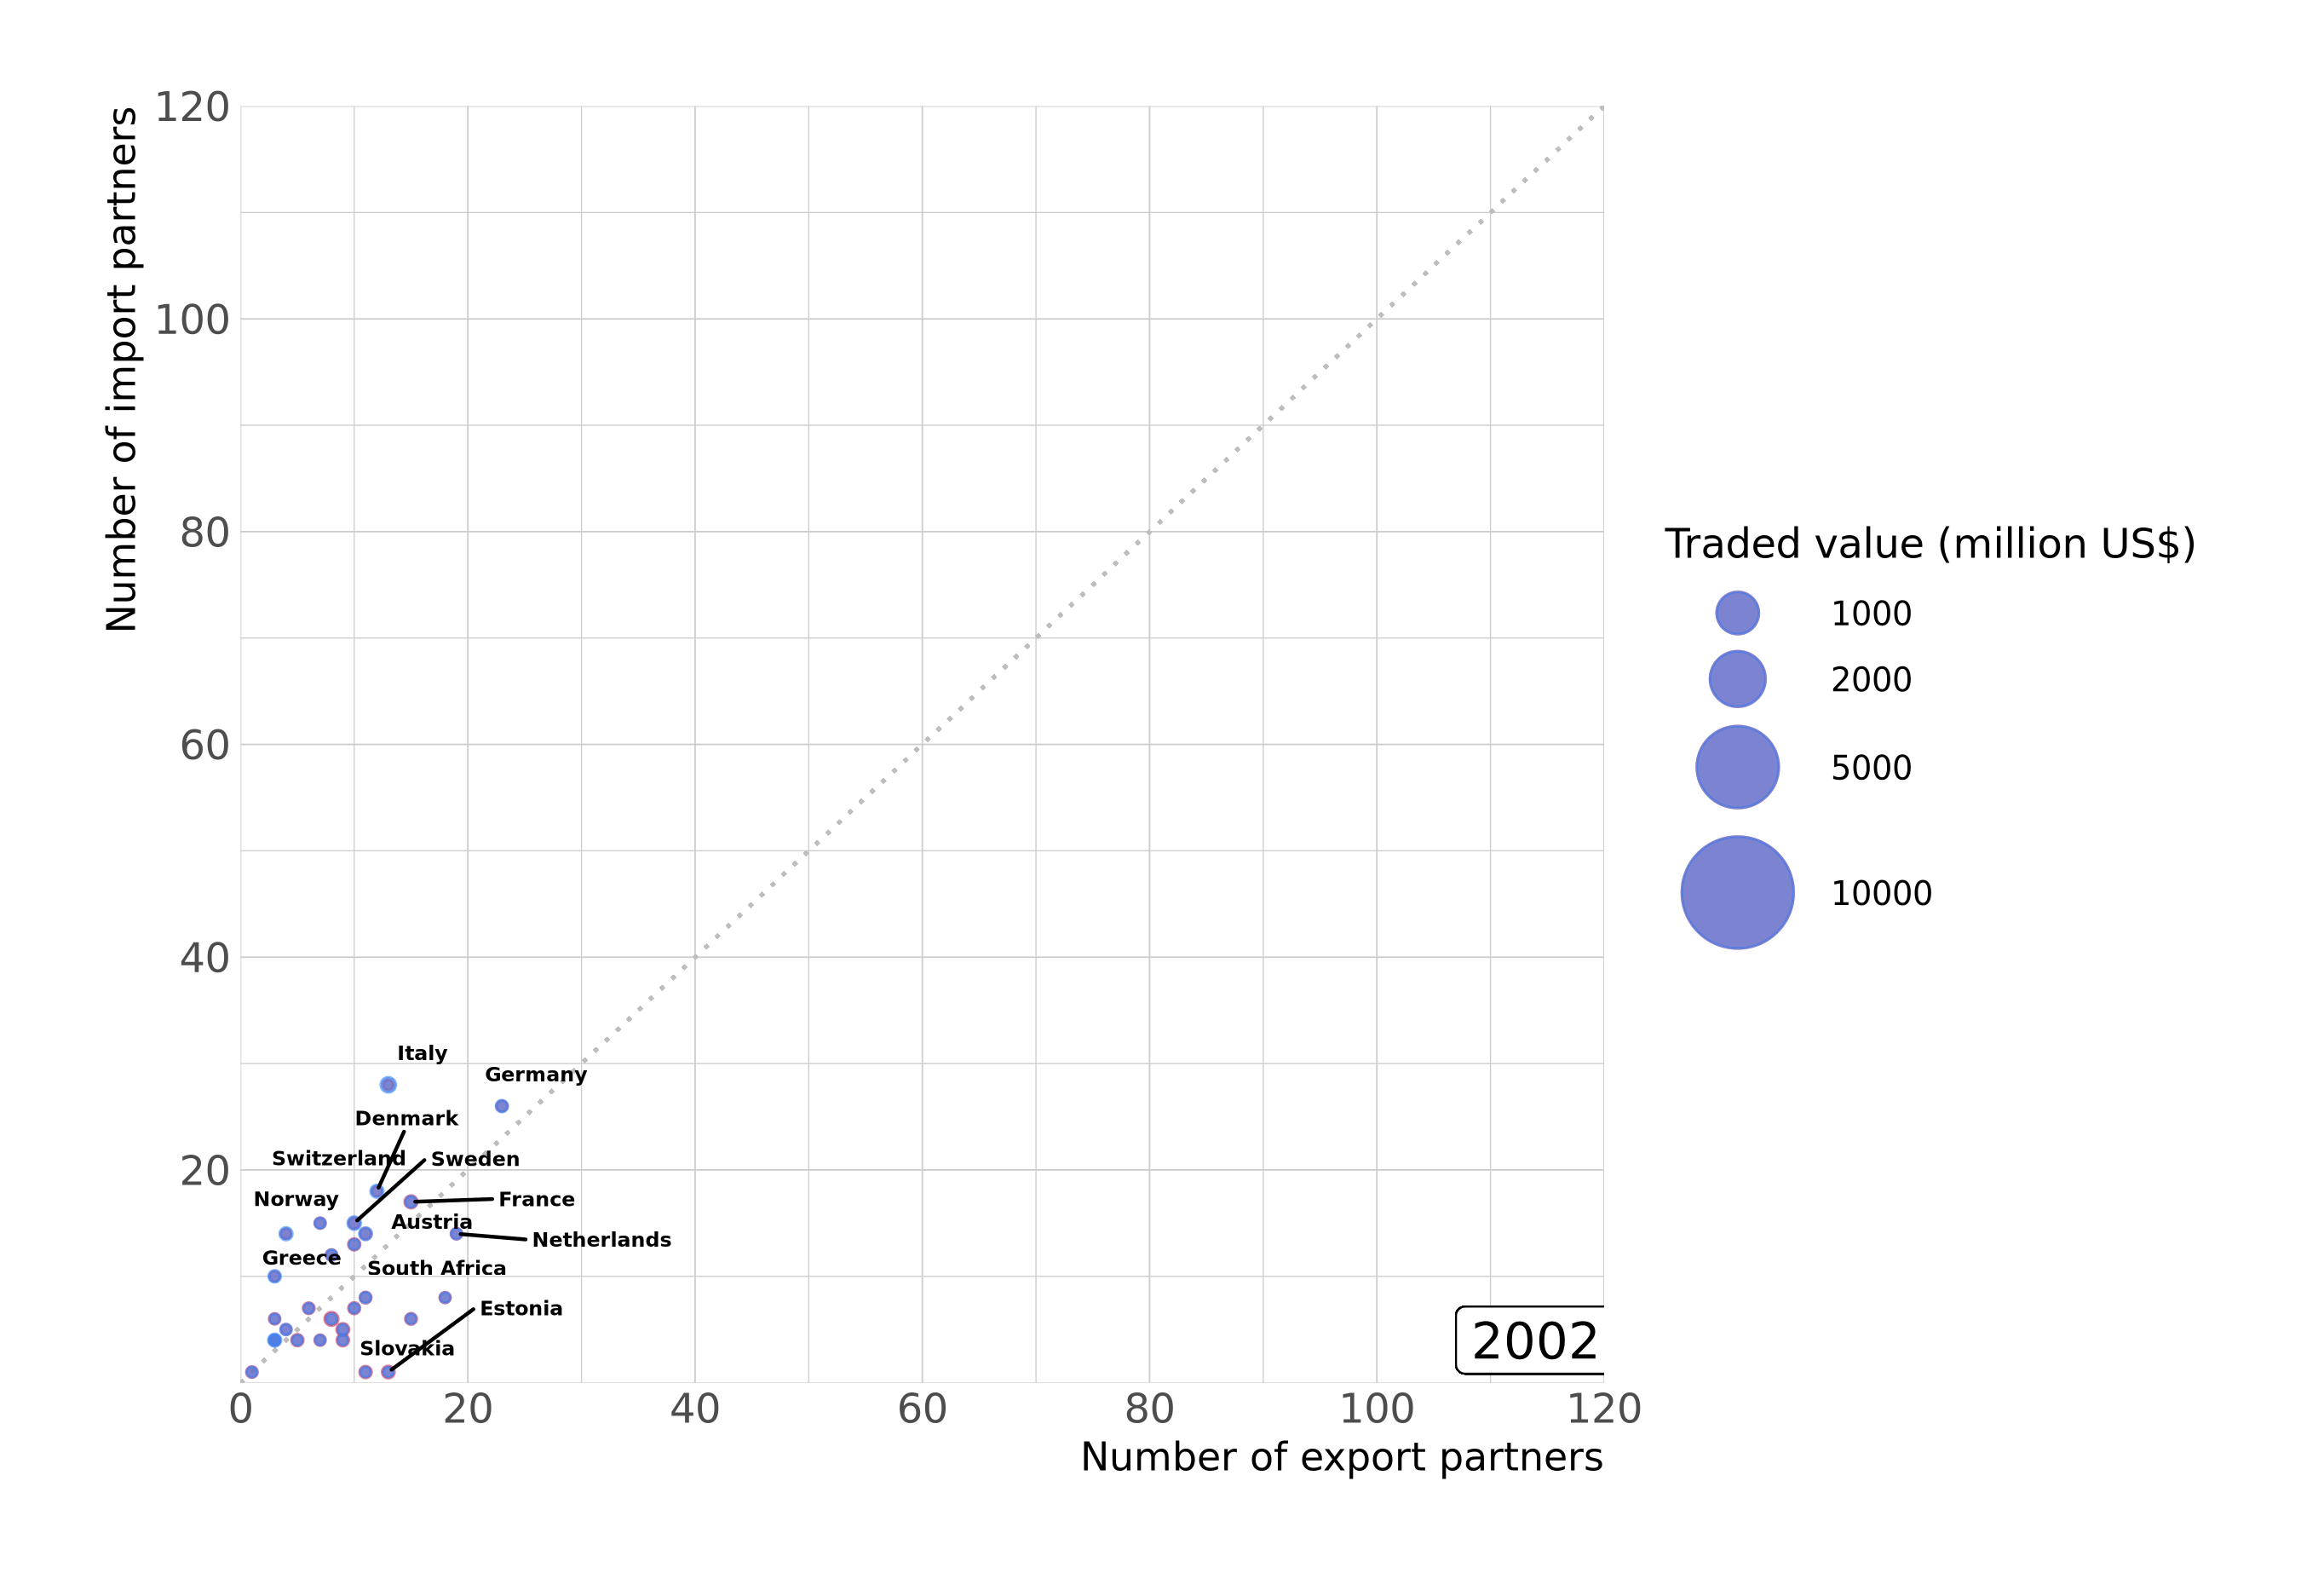 Number of import partners
120
100
80
60
40
20
Italy
Germany
Denmark
Switzerland
Sweden
Norway
France
Austria
Netherlands
Greece
South Africa
Estonia
Slovakia
2002
0
20
40
60
80
100
120
Number of export partners
Traded value (million US$)
1000
2000
5000
10000